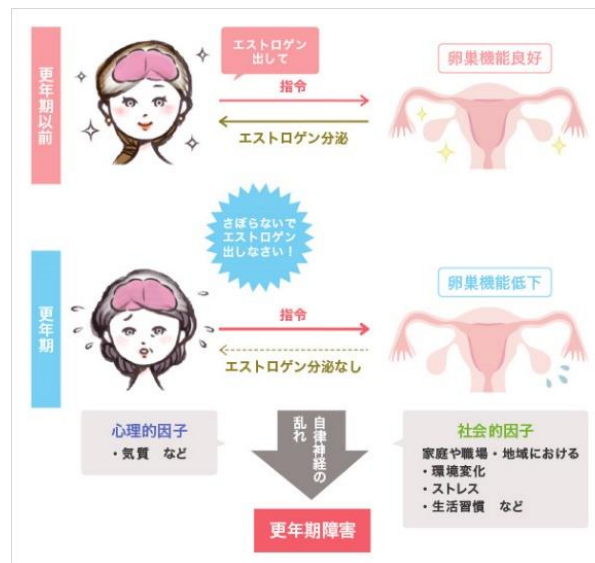 更年期以前
エストロゲン
出して
指令
エストロゲン分泌
卵巣機能良好
更年期
さぼらないで
エストロゲン
出しなさい！
指令
エストロゲン分泌なし
卵巣機能低下
心理的因子
・気質 など
自律神経の
乱れ
社会的因子
家庭や職場・地域における
・環境変化
・ストレス
・生活習慣 など
更年期障害